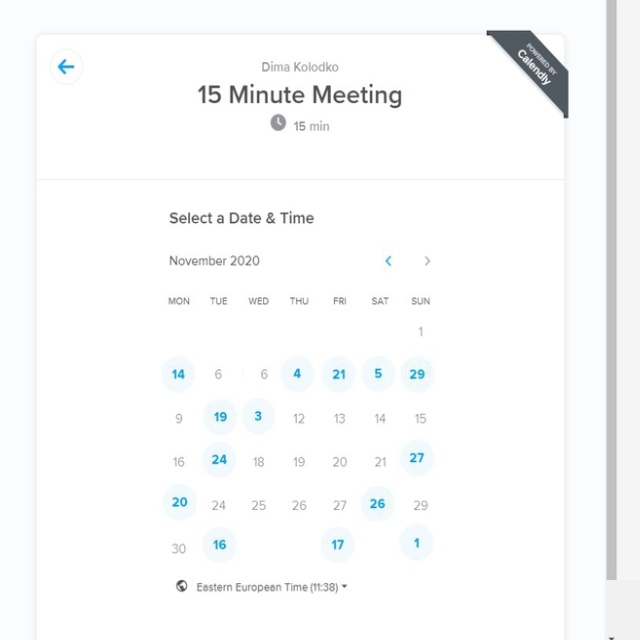 POWERED BY
Calendly
Dima Kolodko
15 Minute Meeting
15 min
Select a Date & Time
November 2020
MON TUE WED THU FRI SAT SUN
1
14 6 6 4 21 5 29
9 19 3 12 13 14 15
16 24 18 19 20 21 27
20 24 25 26 27 26 29
30 16 17 1
Eastern European Time (11:38)